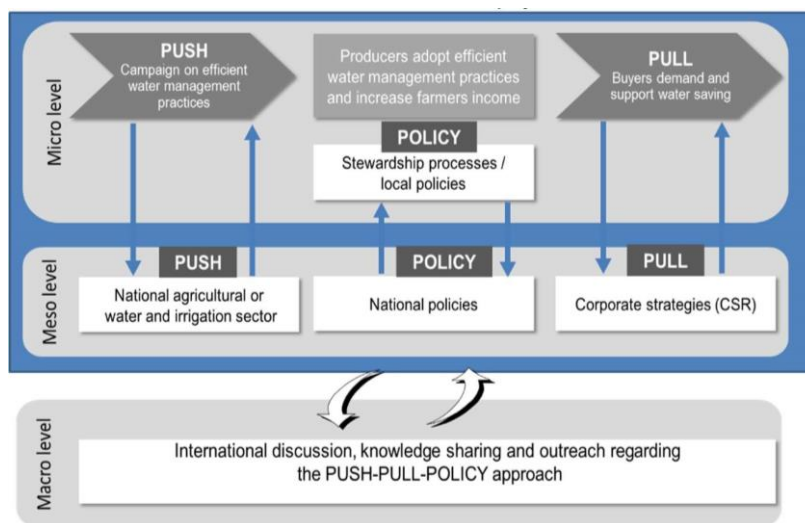 Micro level
PUSH
Campaign on efficient
water management
practices
Producers adopt efficient
water management practices
and increase farmers income
PULL
Buyers demand and
support water saving
POLICY
Stewardship processes /
local policies
Meso level
PUSH
National agricultural or
water and irrigation sector
POLICY
National policies
PULL
Corporate strategies (CSR)
Macro level
International discussion, knowledge sharing and outreach regarding
the PUSH-PULL-POLICY approach